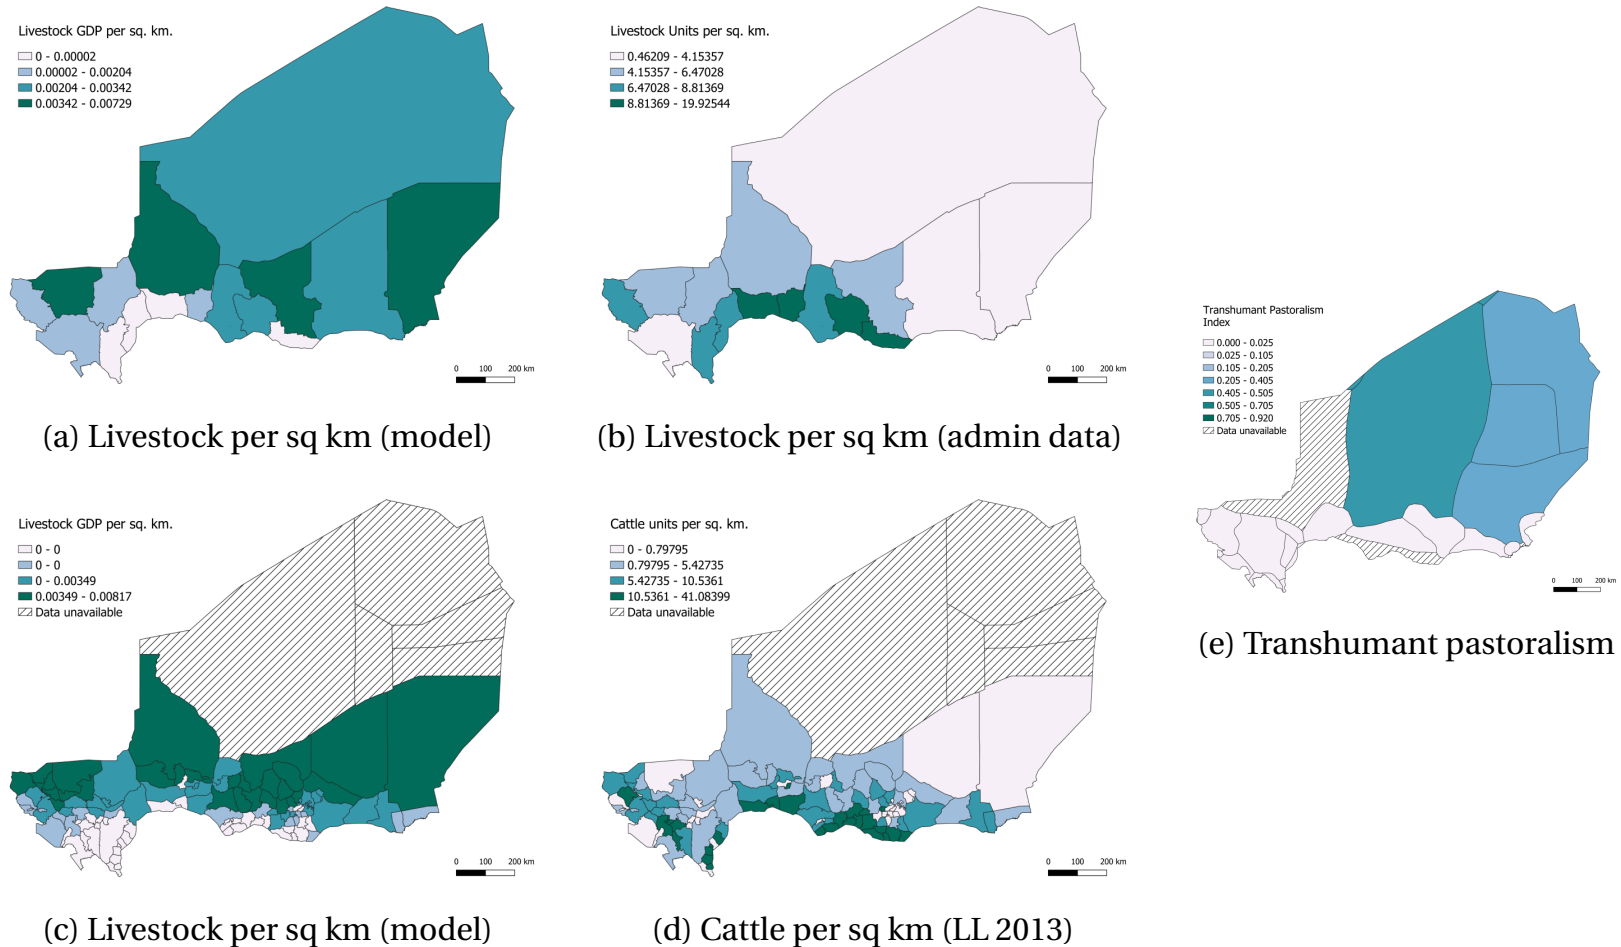 Livestock GDP per sq. km.
0 - 0.00002
0.00002 - 0.00204
0.00204 - 0.00342
0.00342 - 0.00729
0 100 200 km
(a) Livestock per sq km (model)
Livestock Units per sq. km.
0.46209 - 4.15357
4.15357 - 6.47028
6.47028 - 8.81369
8.81369 - 19.92544
0 100 200 km
(b) Livestock per sq km (admin data)
Livestock GDP per sq. km.
0 - 0
0 - 0
0 - 0.00349
0.00349 - 0.00817
Data unavailable
0 100 200 km
(c) Livestock per sq km (model)
Cattle units per sq. km.
0 - 0.79795
0.79795 - 5.42735
5.42735 - 10.5361
10.5361 - 41.08399
Data unavailable
0 100 200 km
(d) Cattle per sq km (LL 2013)
Transhumant Pastoralism
Index
0.000 - 0.025
0.025 - 0.105
0.105 - 0.205
0.205 - 0.405
0.405 - 0.505
0.505 - 0.705
0.705 - 0.920
Data unavailable
0 100 200 km
(e) Transhumant pastoralism